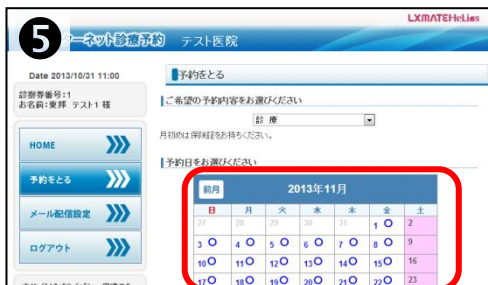 LXMATEHeLios
❺
ーネット診療予約 テスト医院
Date 2013/10/31 11:00
診察券番号:1
お名前:東邦 テスト1 様
HOME
予約をとる
メール配信設定
ログアウト
予約をとる
ご希望の予約内容をお選びください
診 療
月初めは保険証をお持ちください。
予約日をお選びください
前月 2013年11月
日 月 火 水 木 金 土
27 28 29 30 31 1 O 2
3 O 4 O 5 O 6 O 7 O 8 O 9
10 O 11 O 12 O 13 O 14 O 15 O 16
17 O 18 O 19 O 20 O 21 O 22 O 23